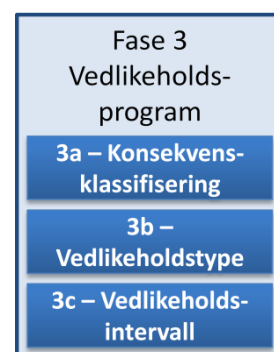 Fase 3
Vedlikeholds-
program
3a – Konsekvens-
klassifisering
3b –
Vedlikeholdstype
3c – Vedlikeholds-
intervall